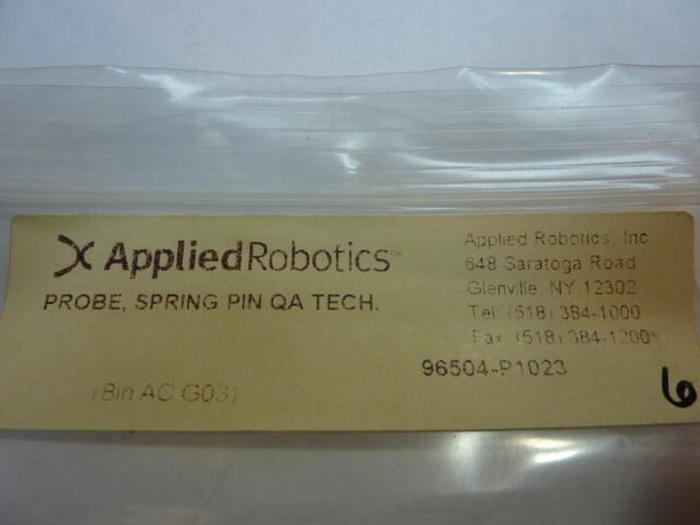 Applied Robotics™
PROBE, SPRING PIN QA TECH.
(Bin AC G03)
Applied Robotics, Inc
648 Saratoga Road
Glenville, NY 12302
Tel: (518) 384-1000
Fax: (518) 384-1200
96504-P1023
6